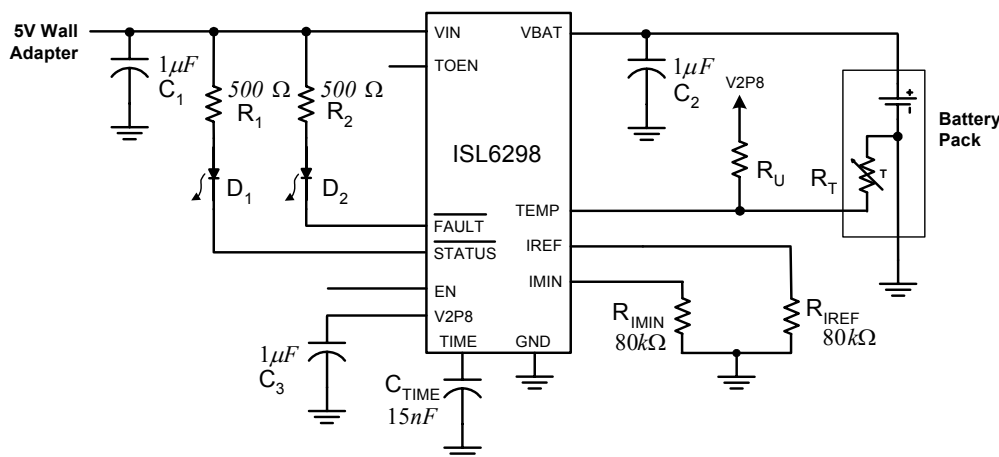 5V Wall
Adapter
1μF
C1
500 Ω
R1
500 Ω
R2
D1
D2
VIN
TOEN
FAULT
STATUS
EN
V2P8
TIME
GND
ISL6298
VBAT
TEMP
IREF
IMIN
1μF
C2
V2P8
RU
RT
T
+
Battery
Pack
RIMIN
80kΩ
RIREF
80kΩ
1μF
C3
CTIME
15nF